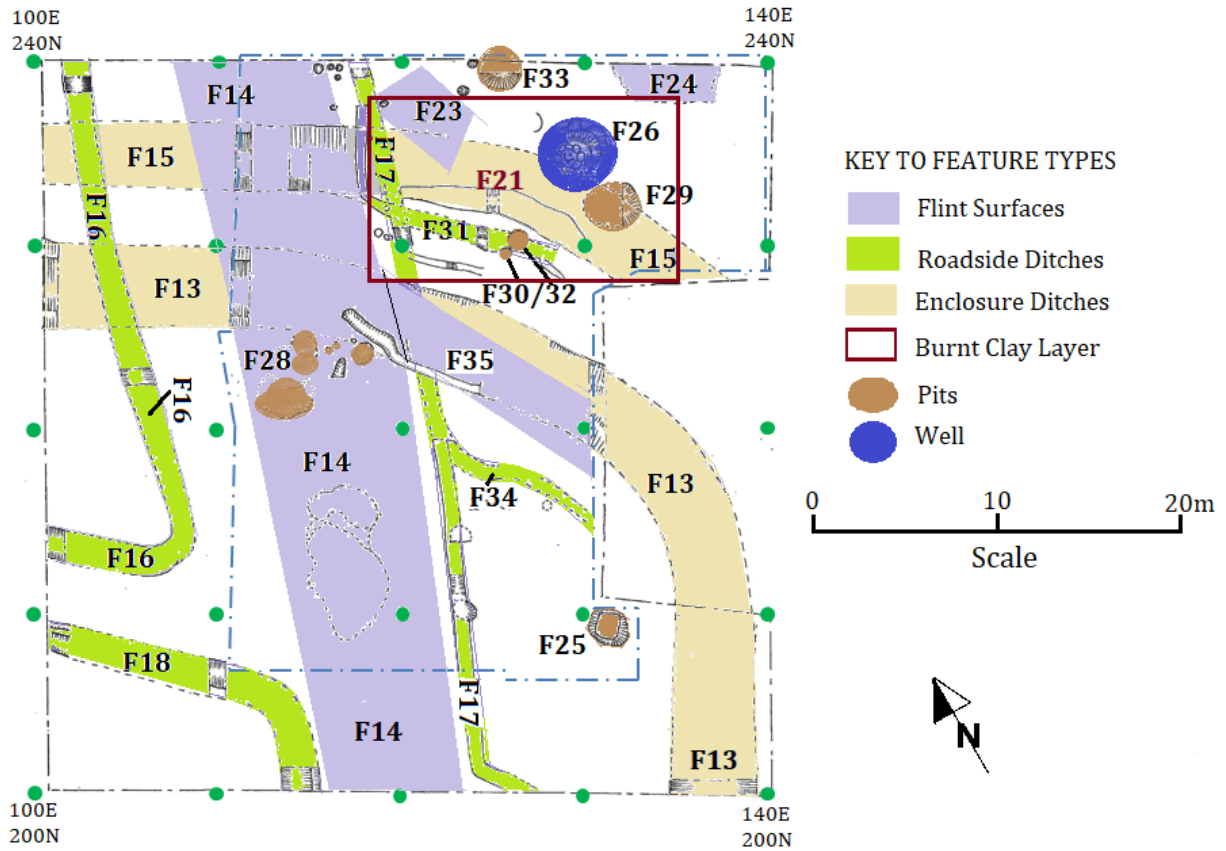 100E
240N
140E
240N
F33
F24
F14
F23
F26
F15
F17
F21
F29
F16
F31
F15
F13
F30/32
F28
F35
F16
F14
F34
F13
F16
F25
F18
F17
F14
F13
100E
200N
140E
200N
KEY TO FEATURE TYPES
Flint Surfaces
Roadside Ditches
Enclosure Ditches
Burnt Clay Layer
Pits
Well
0
10
20m
Scale
N